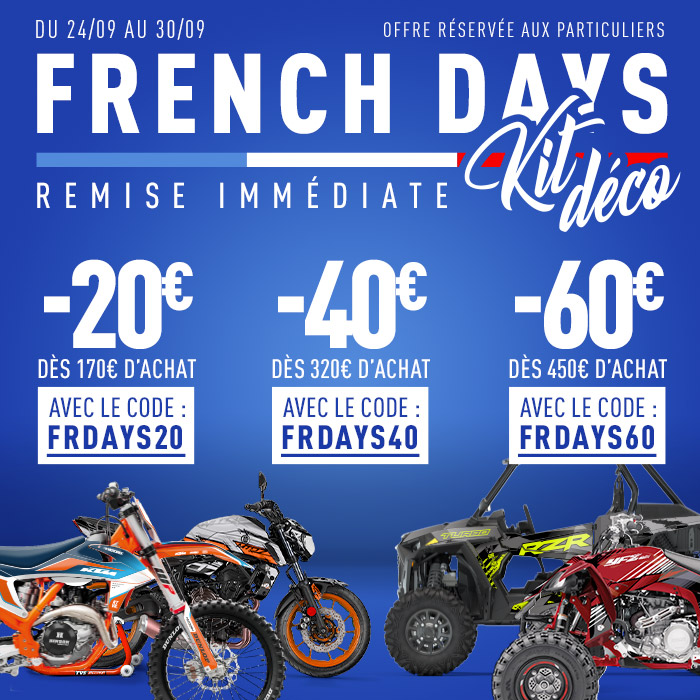 DU 24/09 AU 30/09
OFFRE RÉSERVÉE AUX PARTICULIERS
FRENCH DAYS
Kit déco
REMISE IMMÉDIATE
-20€
DÈS 170€ D'ACHAT
AVEC LE CODE :
FRDAYS20
-40€
DÈS 320€ D'ACHAT
AVEC LE CODE :
FRDAYS40
-60€
DÈS 450€ D'ACHAT
AVEC LE CODE :
FRDAYS60
KTM
TURBO
RZR
YFZ